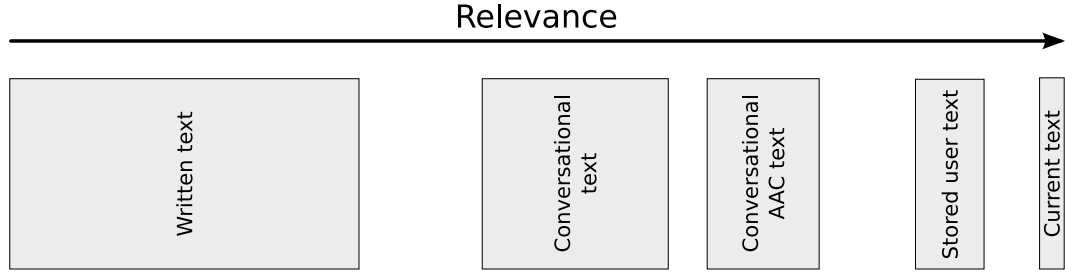 Relevance
Written text
Conversational
text
Conversational
AAC text
Stored user text
Current text